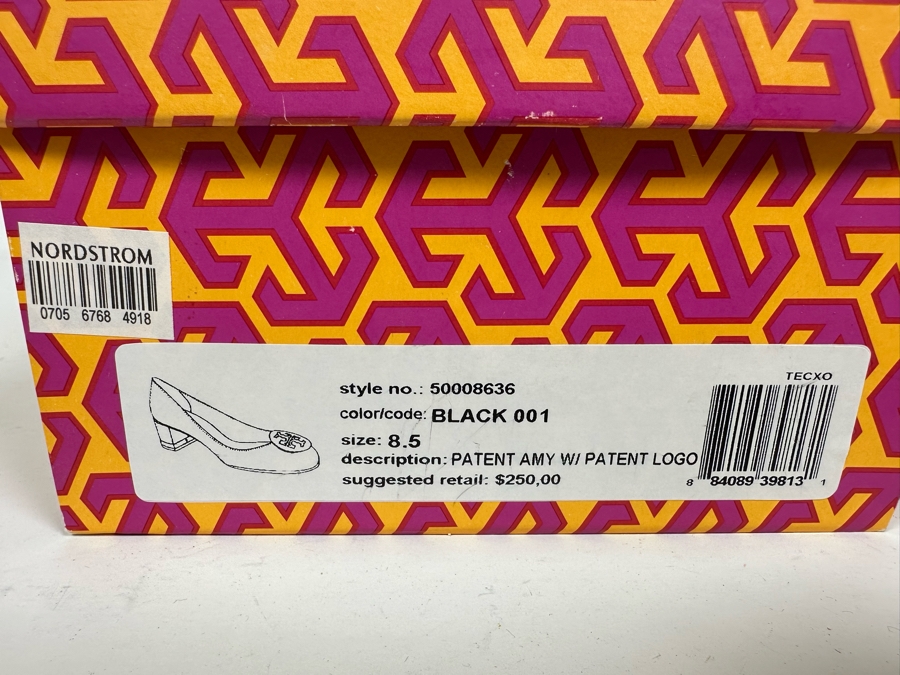 NORDSTROM
0705 6768 4918
TECXO
style no.: 50008636
color/code: BLACK 001
size: 8.5
description: PATENT AMY W/ PATENT LOGO
suggested retail: $250,00
8 84089 39813 1